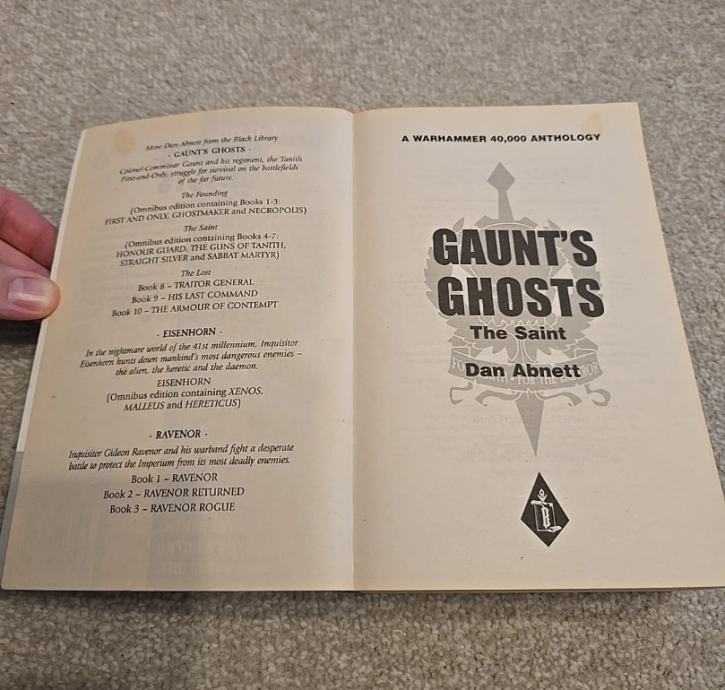 More Dan Abnett from the Black Library
· GAUNT'S GHOSTS ·
Colonel-Commissar Gaunt and his regiment, the Tanith
First-and-Only, struggle for survival on the battlefields
of the far future.
The Founding
(Omnibus edition containing Books 1-3:
FIRST AND ONLY, GHOSTMAKER and NECROPOLIS)
The Saint
(Omnibus edition containing Books 4-7:
HONOUR GUARD, THE GUNS OF TANITH,
STRAIGHT SILVER and SABBAT MARTYR)
The Lost
Book 8 – TRAITOR GENERAL
Book 9 – HIS LAST COMMAND
Book 10 – THE ARMOUR OF CONTEMPT
· EISENHORN ·
In the nightmare world of the 41st millennium, Inquisitor
Eisenhorn hunts down mankind's most dangerous enemies –
the alien, the heretic and the daemon.
EISENHORN
(Omnibus edition containing XENOS,
MALLEUS and HERETICUS)
· RAVENOR ·
Inquisitor Gideon Ravenor and his warband fight a desperate
battle to protect the Imperium from its most deadly enemies.
Book 1 – RAVENOR
Book 2 – RAVENOR RETURNED
Book 3 – RAVENOR ROGUE
A WARHAMMER 40,000 ANTHOLOGY
GAUNT'S
GHOSTS
The Saint
Dan Abnett
FOR THE